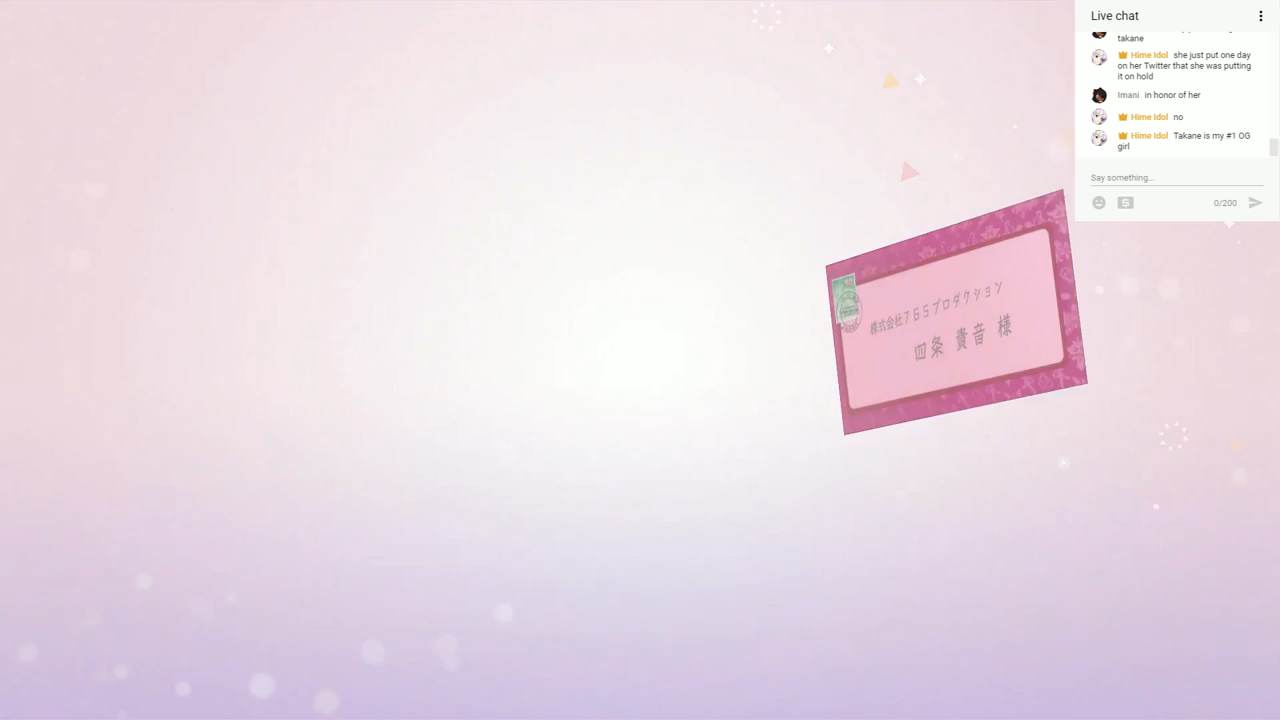 Live chat
takane
Hime Idol she just put one day
on her Twitter that she was putting
it on hold
Imani in honor of her
Hime Idol no
Hime Idol Takane is my #1 OG
girl
Say something...
0/200
株式会社765プロダクション
四条 貴音 様